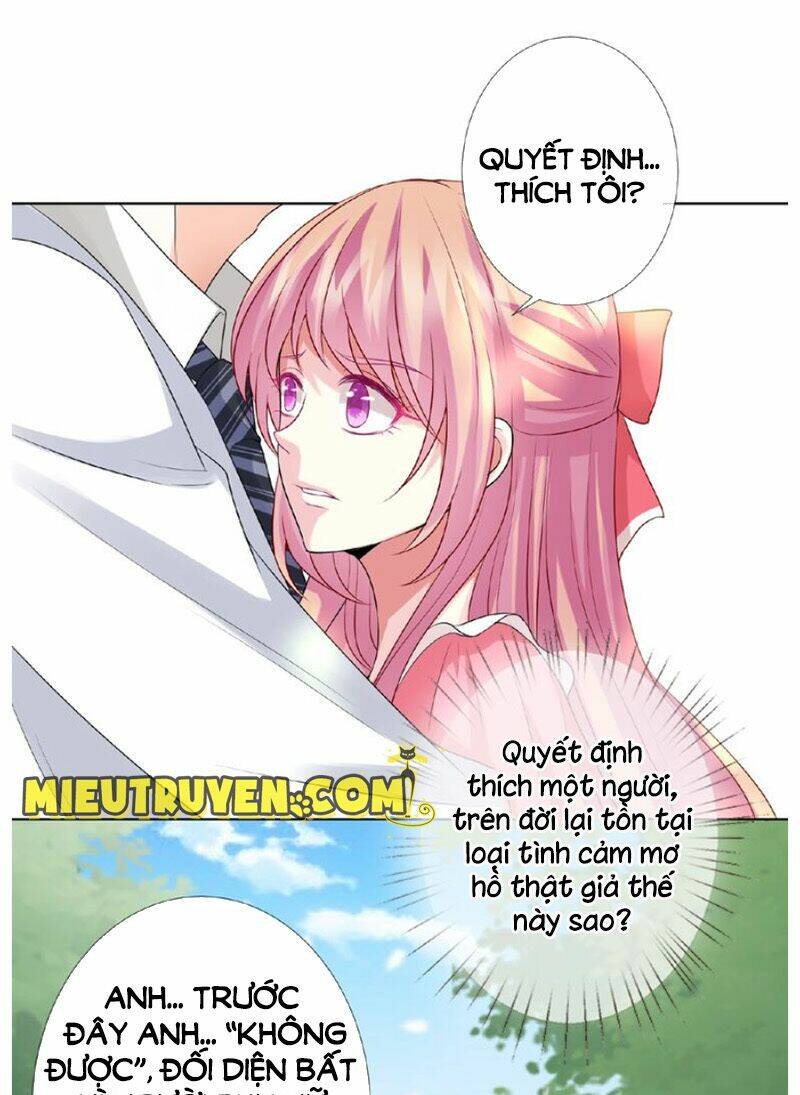 QUYẾT ĐỊNH...
THÍCH TÔI?
MIEUTRUYEN.COM
Quyết định
thích một người,
trên đời lại tồn tại
loại tình cảm mơ
hồ thật giả thế
này sao?
ANH... TRƯỚC
ĐÂY ANH... "KHÔNG
ĐƯỢC", ĐỐI DIỆN BẤT